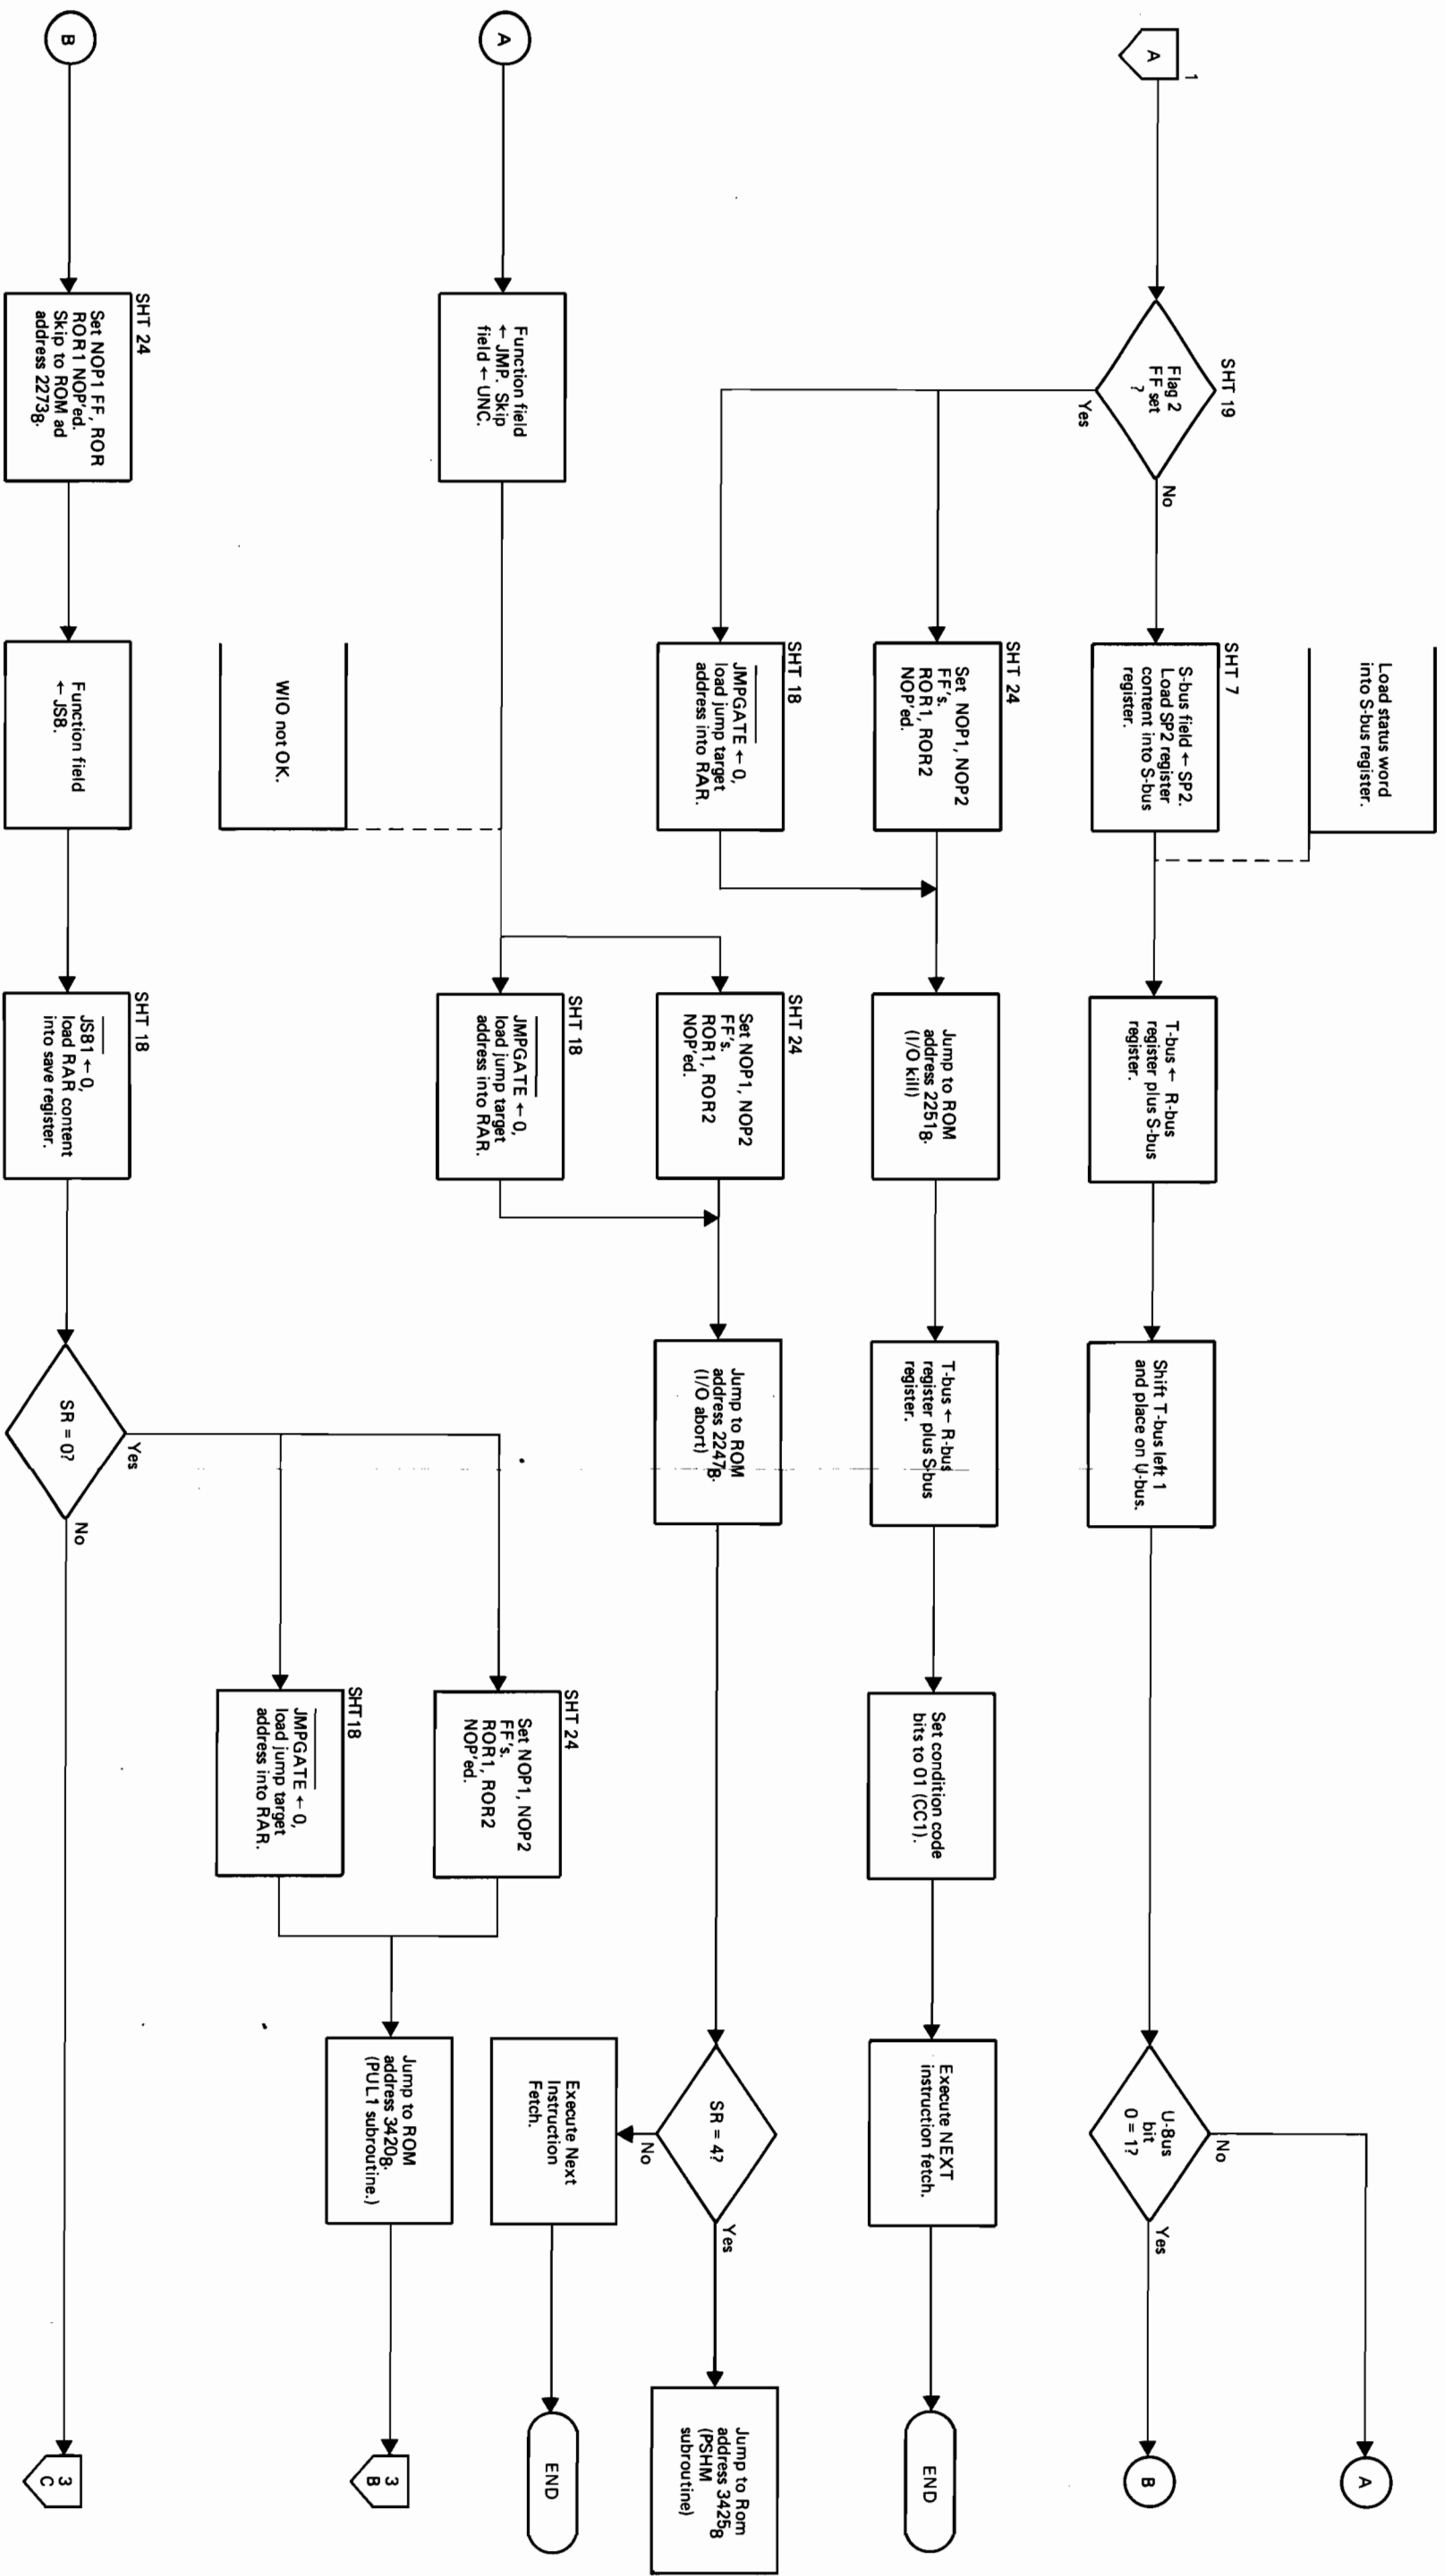 1
A
SHT 19
Flag 2
FF set
?
No
Yes
Load status word
into S-bus register.
SHT 7
S-bus field ← SP2.
Load SP2 register
content into S-bus
register.
T-bus ← R-bus
register plus S-bus
register.
Shift T-bus left 1
and place on U-bus.
U-Bus
bit
0 = 1?
No
Yes
A
B
SHT 24
Set NOP1, NOP2
FF's.
ROR1, ROR2
NOP'ed.
SHT 18
JMPGATE ← 0,
load jump target
address into RAR.
Jump to ROM
address 2251₈.
(I/O kill)
T-bus ← R-bus
register plus S-bus
register.
Set condition code
bits to 01 (CC1).
Execute NEXT
instruction fetch.
END
A
Function field
← JMP. Skip
field ← UNC.
WIO not OK.
SHT 24
Set NOP1, NOP2
FF's.
ROR1, ROR2
NOP'ed.
SHT 18
JMPGATE ← 0,
load jump target
address into RAR.
Jump to ROM
address 2247₈.
(I/O abort)
SR = 4?
Yes
No
Jump to Rom
address 3425₈
(PSHM
subroutine)
Execute Next
Instruction
Fetch.
END
B
SHT 24
Set NOP1 FF, ROR
ROR1 NOP'ed.
Skip to ROM ad
address 2273₈.
Function field
← JSB.
SHT 18
JSB1 ← 0,
load RAR content
into save register.
SR = 0?
Yes
No
SHT 24
Set NOP1, NOP2
FF's.
ROR1, ROR2
NOP'ed.
SHT18
JMPGATE ← 0,
load jump target
address into RAR.
Jump to ROM
address 3420₈.
(PUL1 subroutine.)
3
B
3
C